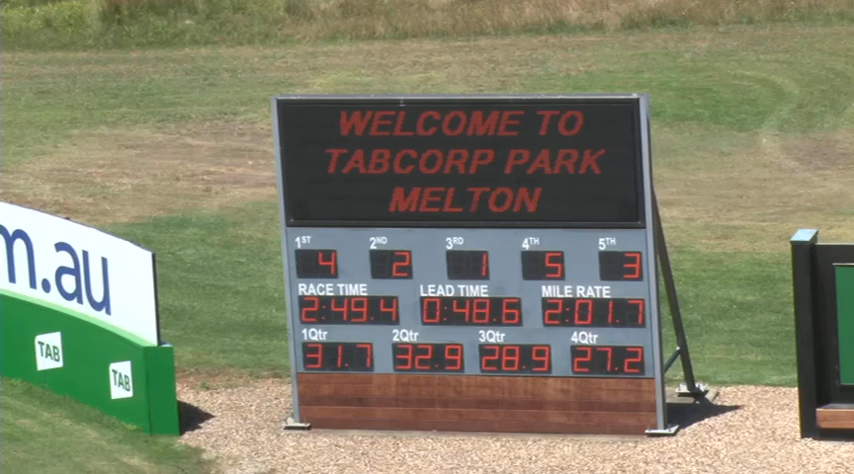 WELCOME TO
TABCORP PARK
MELTON
1ST 2ND 3RD 4TH 5TH
4 2 1 5 3
RACE TIME LEAD TIME MILE RATE
2:49.4 0:48.6 2:01.7
1Qtr 2Qtr 3Qtr 4Qtr
31.7 32.9 28.9 27.2
m.au
TAB
TAB